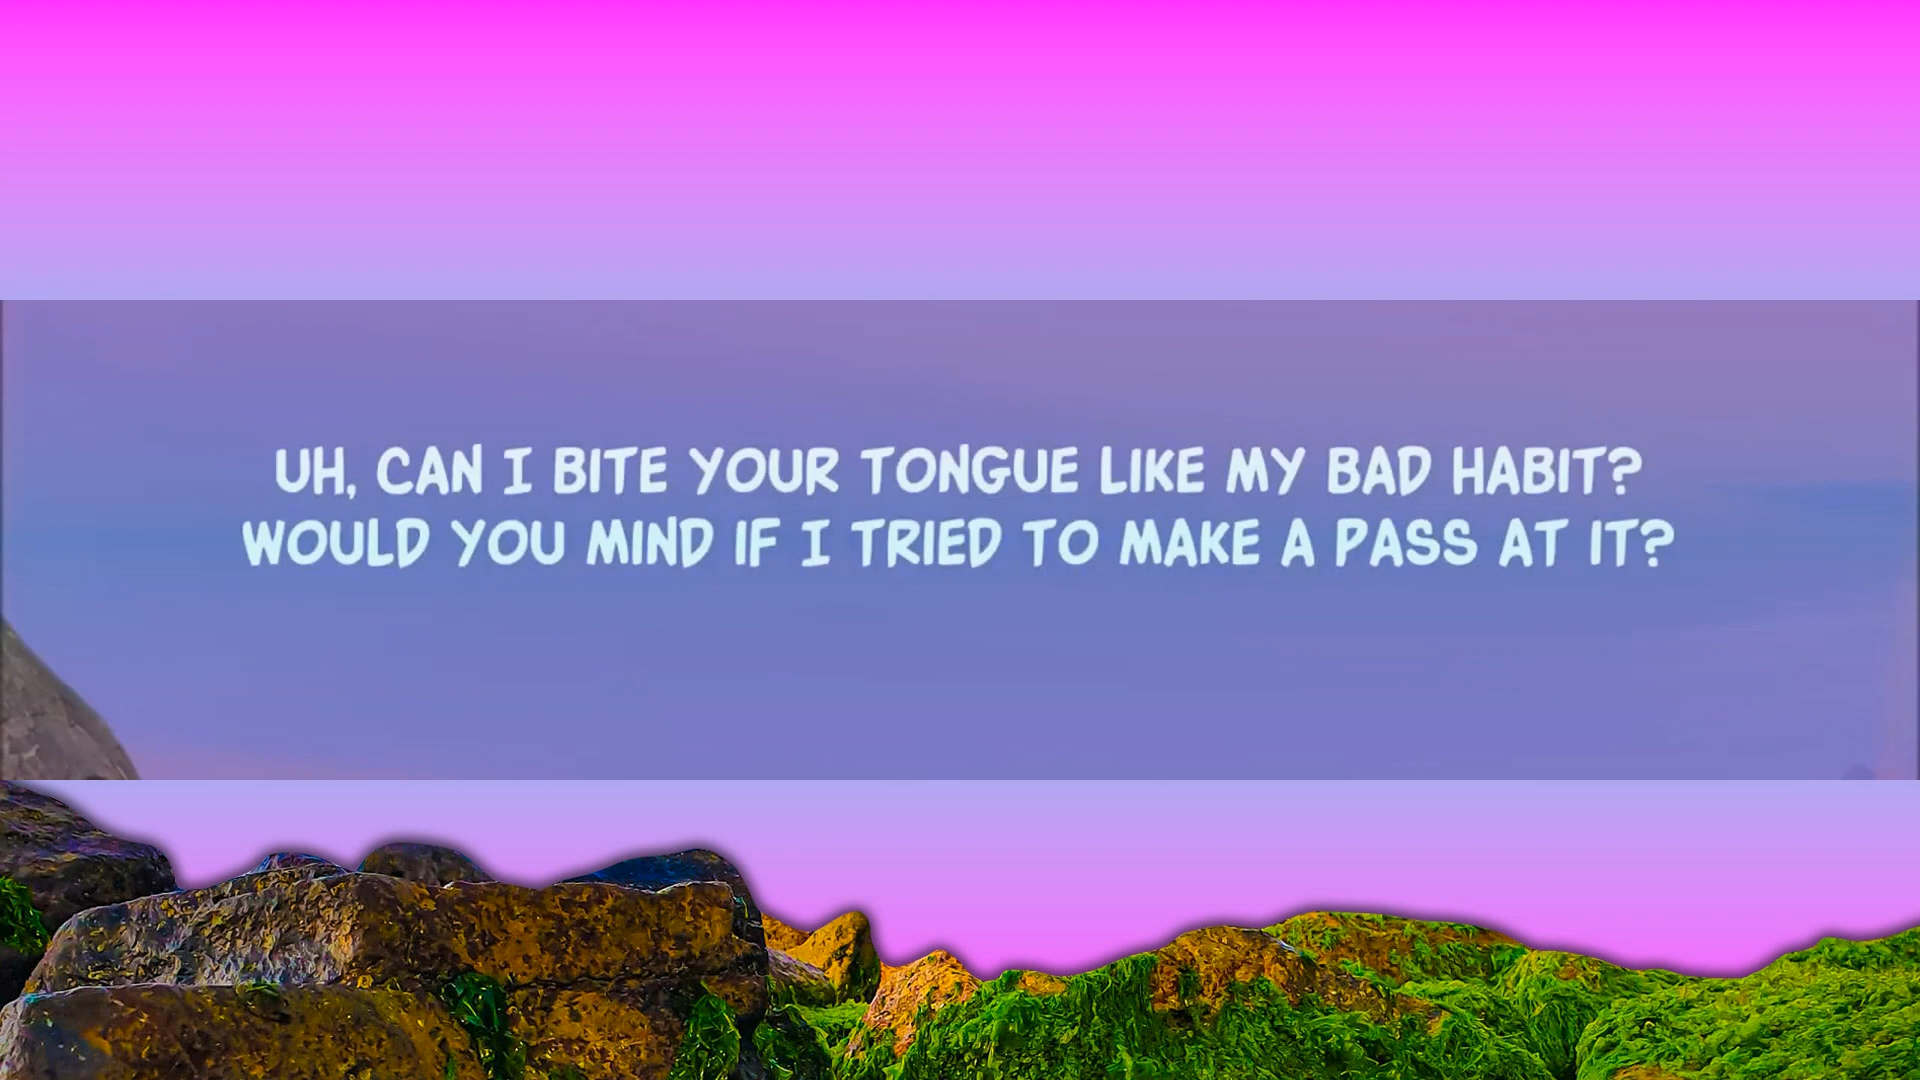 UH, CAN I BITE YOUR TONGUE LIKE MY BAD HABIT?
WOULD YOU MIND IF I TRIED TO MAKE A PASS AT IT?